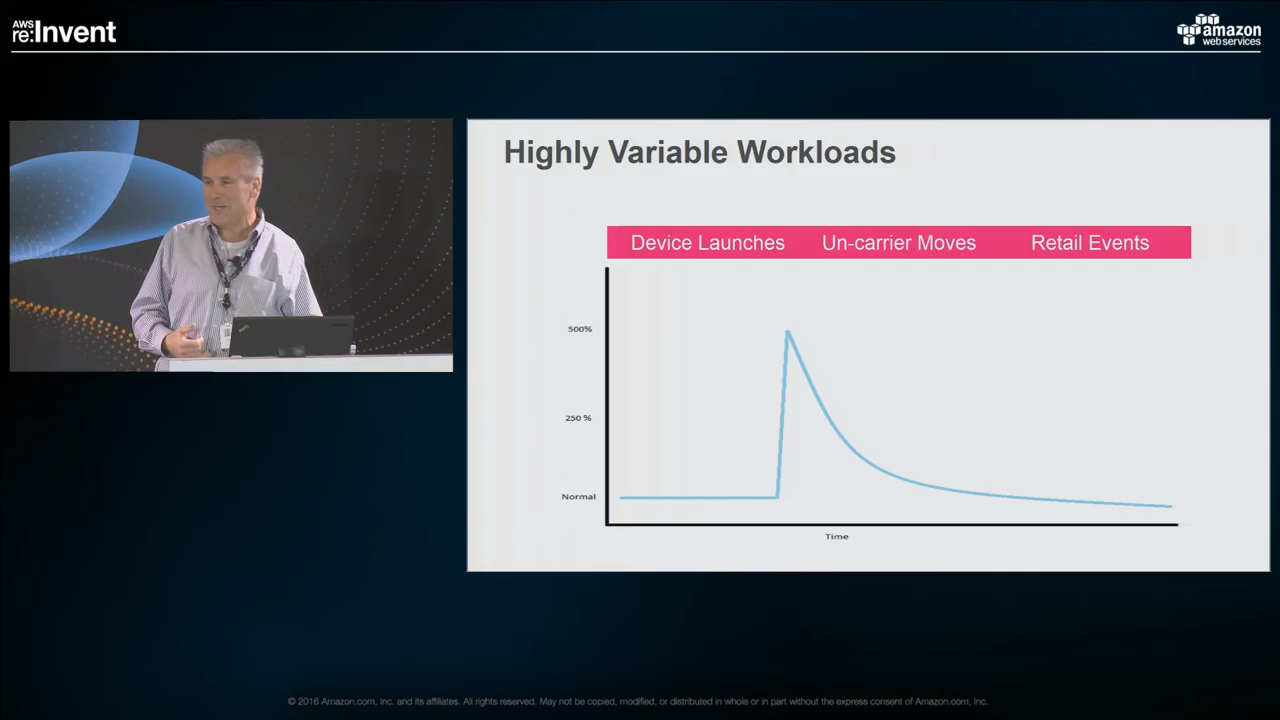 AWS
re:Invent
amazon
web services
Highly Variable Workloads
Device Launches Un-carrier Moves Retail Events
500%
250 %
Normal
Time
© 2016 Amazon.com, inc. and its affiliates. All rights reserved. May not be copied, modified, or distributed in whole or in part without the express consent of Amazon.com, Inc.